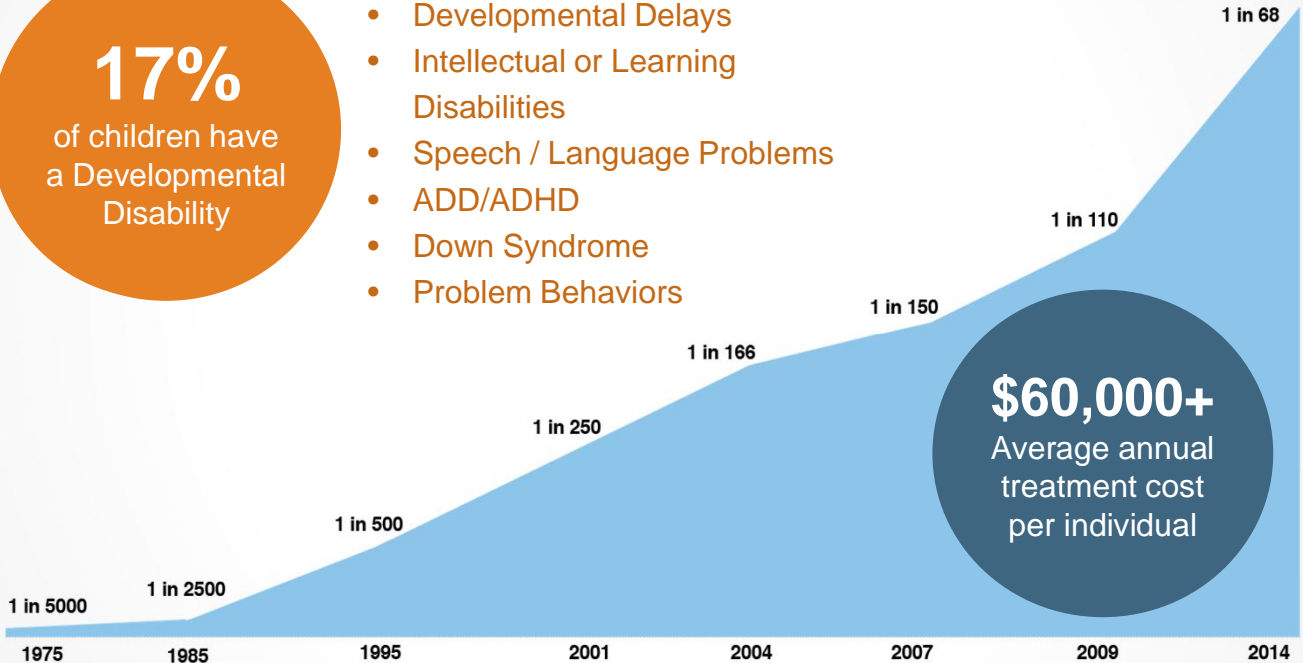 17%
of children have
a Developmental
Disability
• Developmental Delays
• Intellectual or Learning
Disabilities
• Speech / Language Problems
• ADD/ADHD
• Down Syndrome
• Problem Behaviors
1 in 68
1 in 110
1 in 150
1 in 166
1 in 250
1 in 500
1 in 2500
1 in 5000
$60,000+
Average annual
treatment cost
per individual
1975 1985 1995 2001 2004 2007 2009 2014